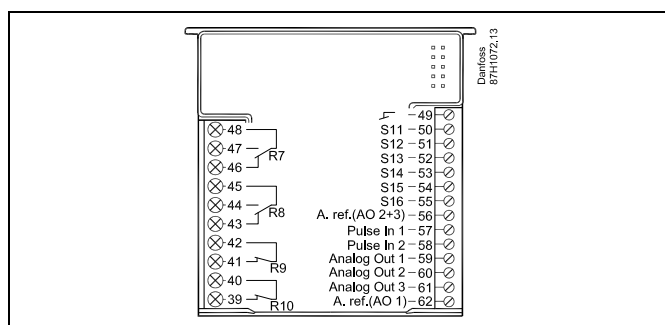 Danfoss
87H1072.13
48
47
R7
46
45
44
R8
43
42
41
R9
40
39
R10
49
S11 - 50
S12 - 51
S13 - 52
S14 - 53
S15 - 54
S16 - 55
A. ref.(AO 2+3) - 56
Pulse In 1 - 57
Pulse In 2 - 58
Analog Out 1 - 59
Analog Out 2 - 60
Analog Out 3 - 61
A. ref.(AO 1) - 62